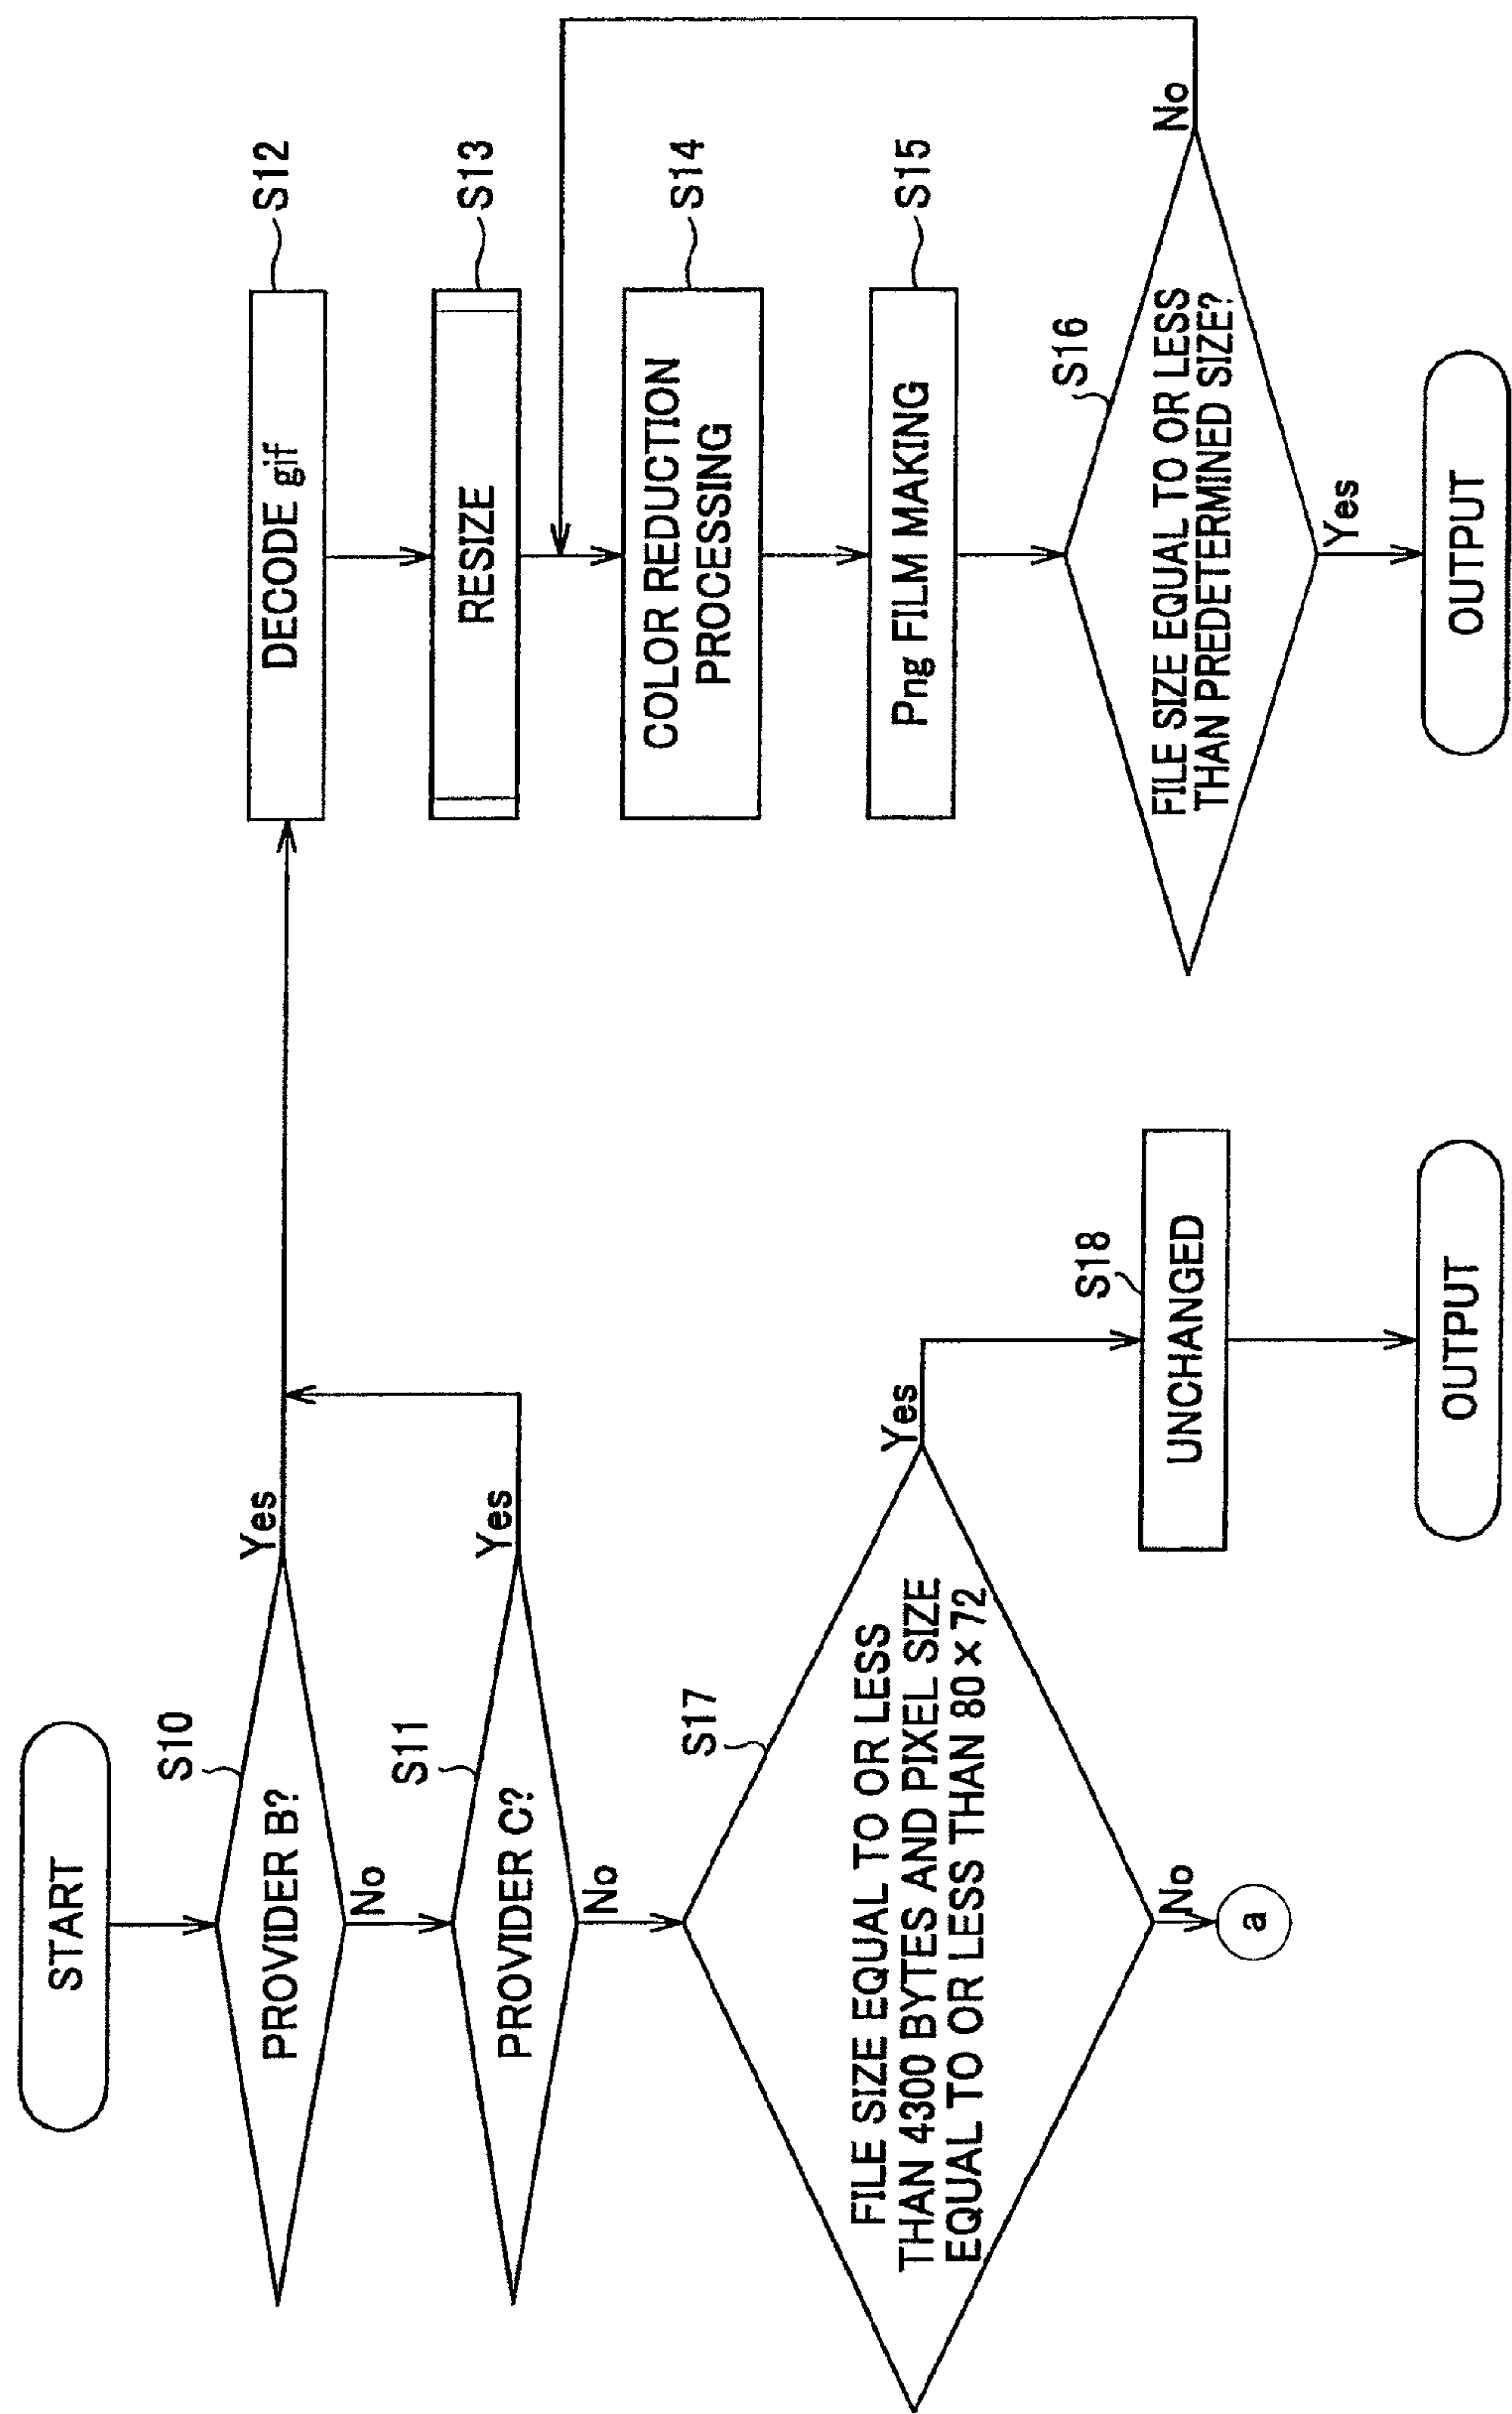 START
S10
PROVIDER B?
Yes
No
S11
PROVIDER C?
Yes
No
S17
FILE SIZE EQUAL TO OR LESS
THAN 4300 BYTES AND PIXEL SIZE
EQUAL TO OR LESS THAN 80×72
Yes
No
a
S18
UNCHANGED
OUTPUT
S12
DECODE gif
S13
RESIZE
S14
COLOR REDUCTION
PROCESSING
S15
Png FILM MAKING
S16
FILE SIZE EQUAL TO OR LESS
THAN PREDETERMINED SIZE?
No
Yes
OUTPUT